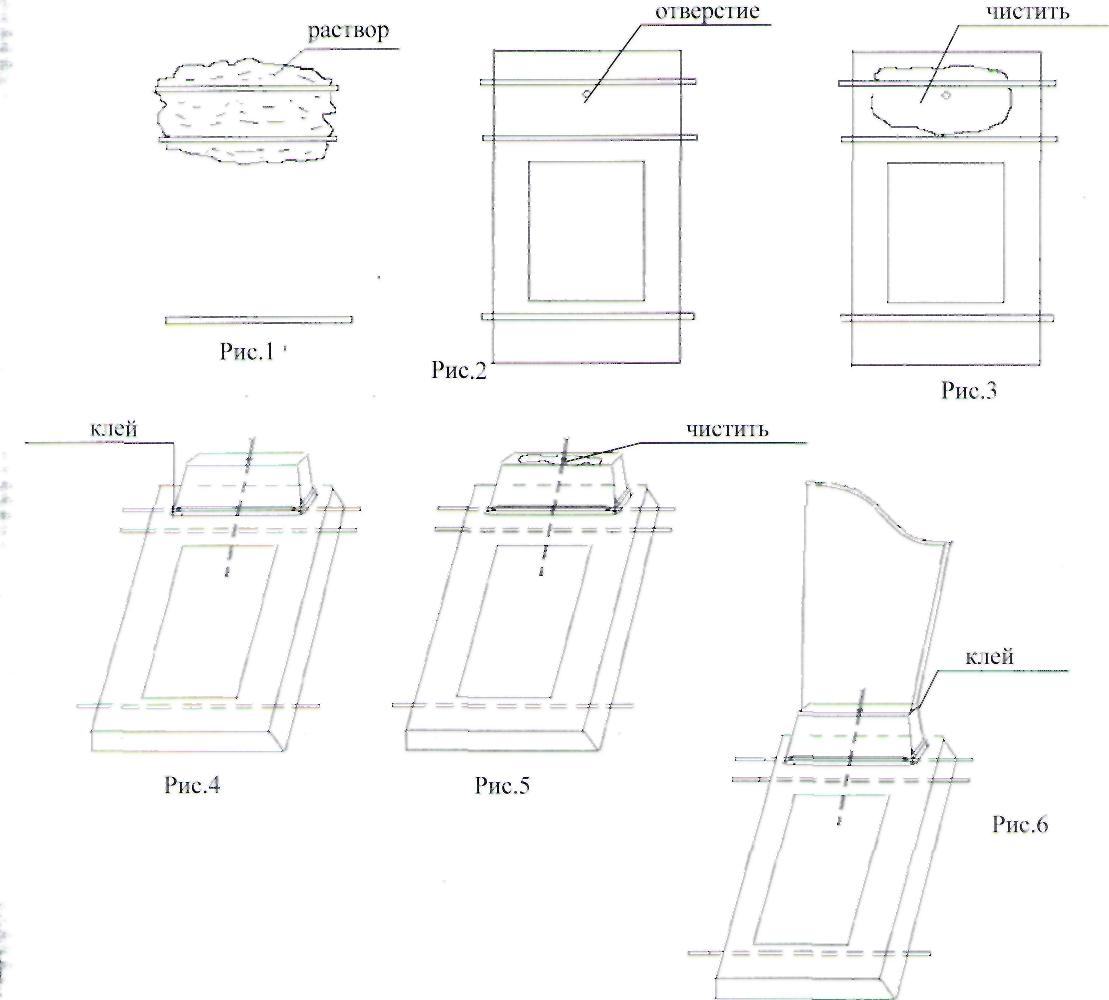 раствор
отверстие
чистить
Рис.1
Рис.2
Рис.3
клей
чистить
Рис.4
Рис.5
клей
Рис.6